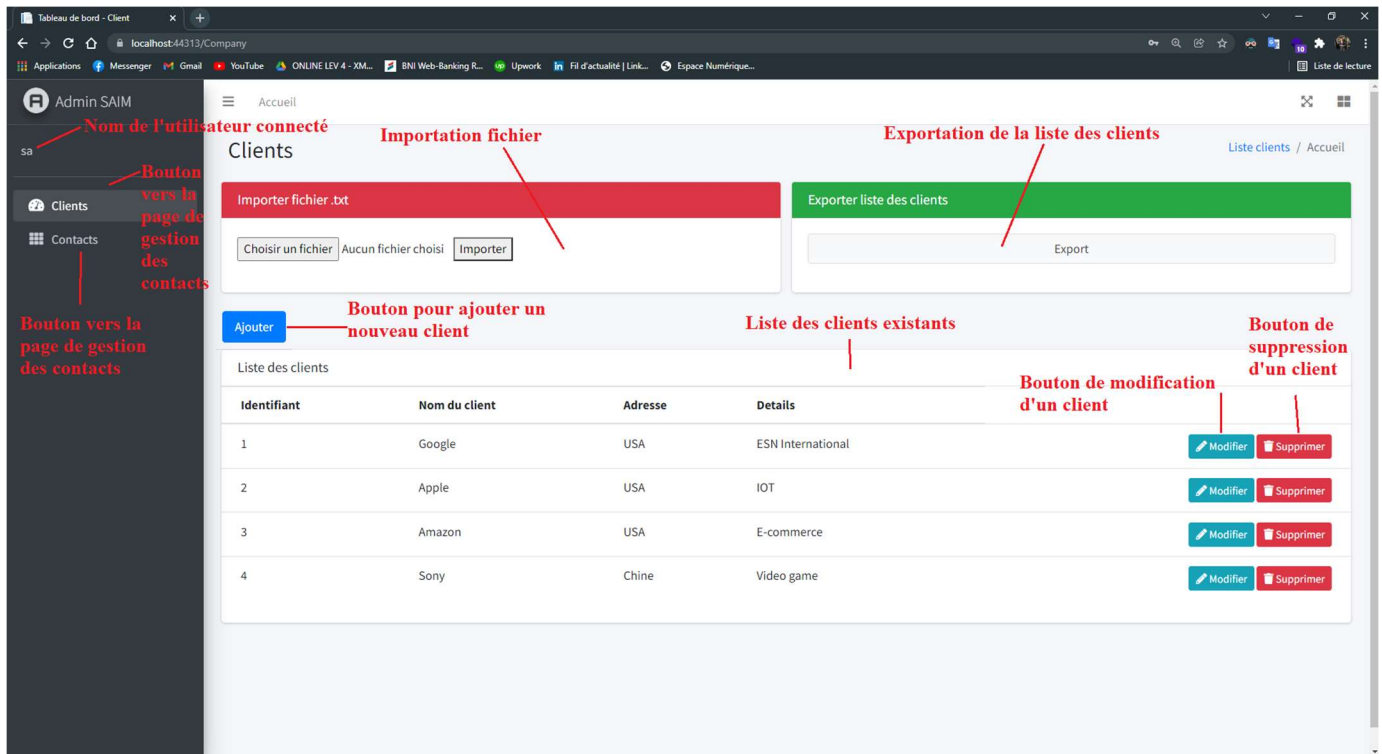 Tableau de bord - Client
localhost:44313/Company
Applications Messenger Gmail YouTube ONLINE LEV 4 - XM... BNI Web-Banking R... Upwork Fil d'actualité | Link... Espace Numérique... Liste de lecture
10
Admin SAIM
Accueil
Nom de l'utilisateur connecté
sa
Importation fichier
Exportation de la liste des clients
Clients
Liste clients / Accueil
Bouton
vers la
page de
gestion
des
contacts
Clients
Contacts
Bouton vers la
page de gestion
des contacts
Importer fichier .txt
Choisir un fichier Aucun fichier choisi Importer
Exporter liste des clients
Export
Bouton pour ajouter un
nouveau client
Ajouter
Liste des clients existants
Bouton de
suppression
d'un client
Bouton de modification
d'un client
Liste des clients
Identifiant Nom du client Adresse Details
1 Google USA ESN International Modifier Supprimer
2 Apple USA IOT Modifier Supprimer
3 Amazon USA E-commerce Modifier Supprimer
4 Sony Chine Video game Modifier Supprimer